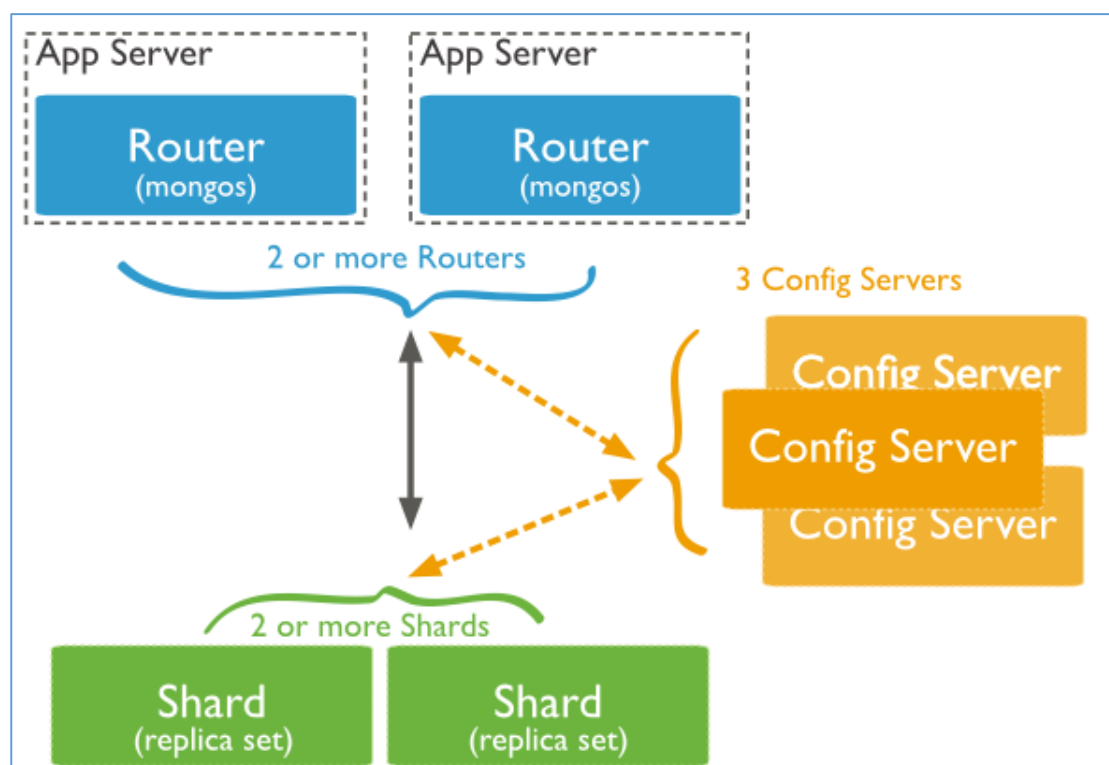 App Server
Router
(mongos)
App Server
Router
(mongos)
2 or more Routers
3 Config Servers
Config Server
Config Server
Config Server
2 or more Shards
Shard
(replica set)
Shard
(replica set)